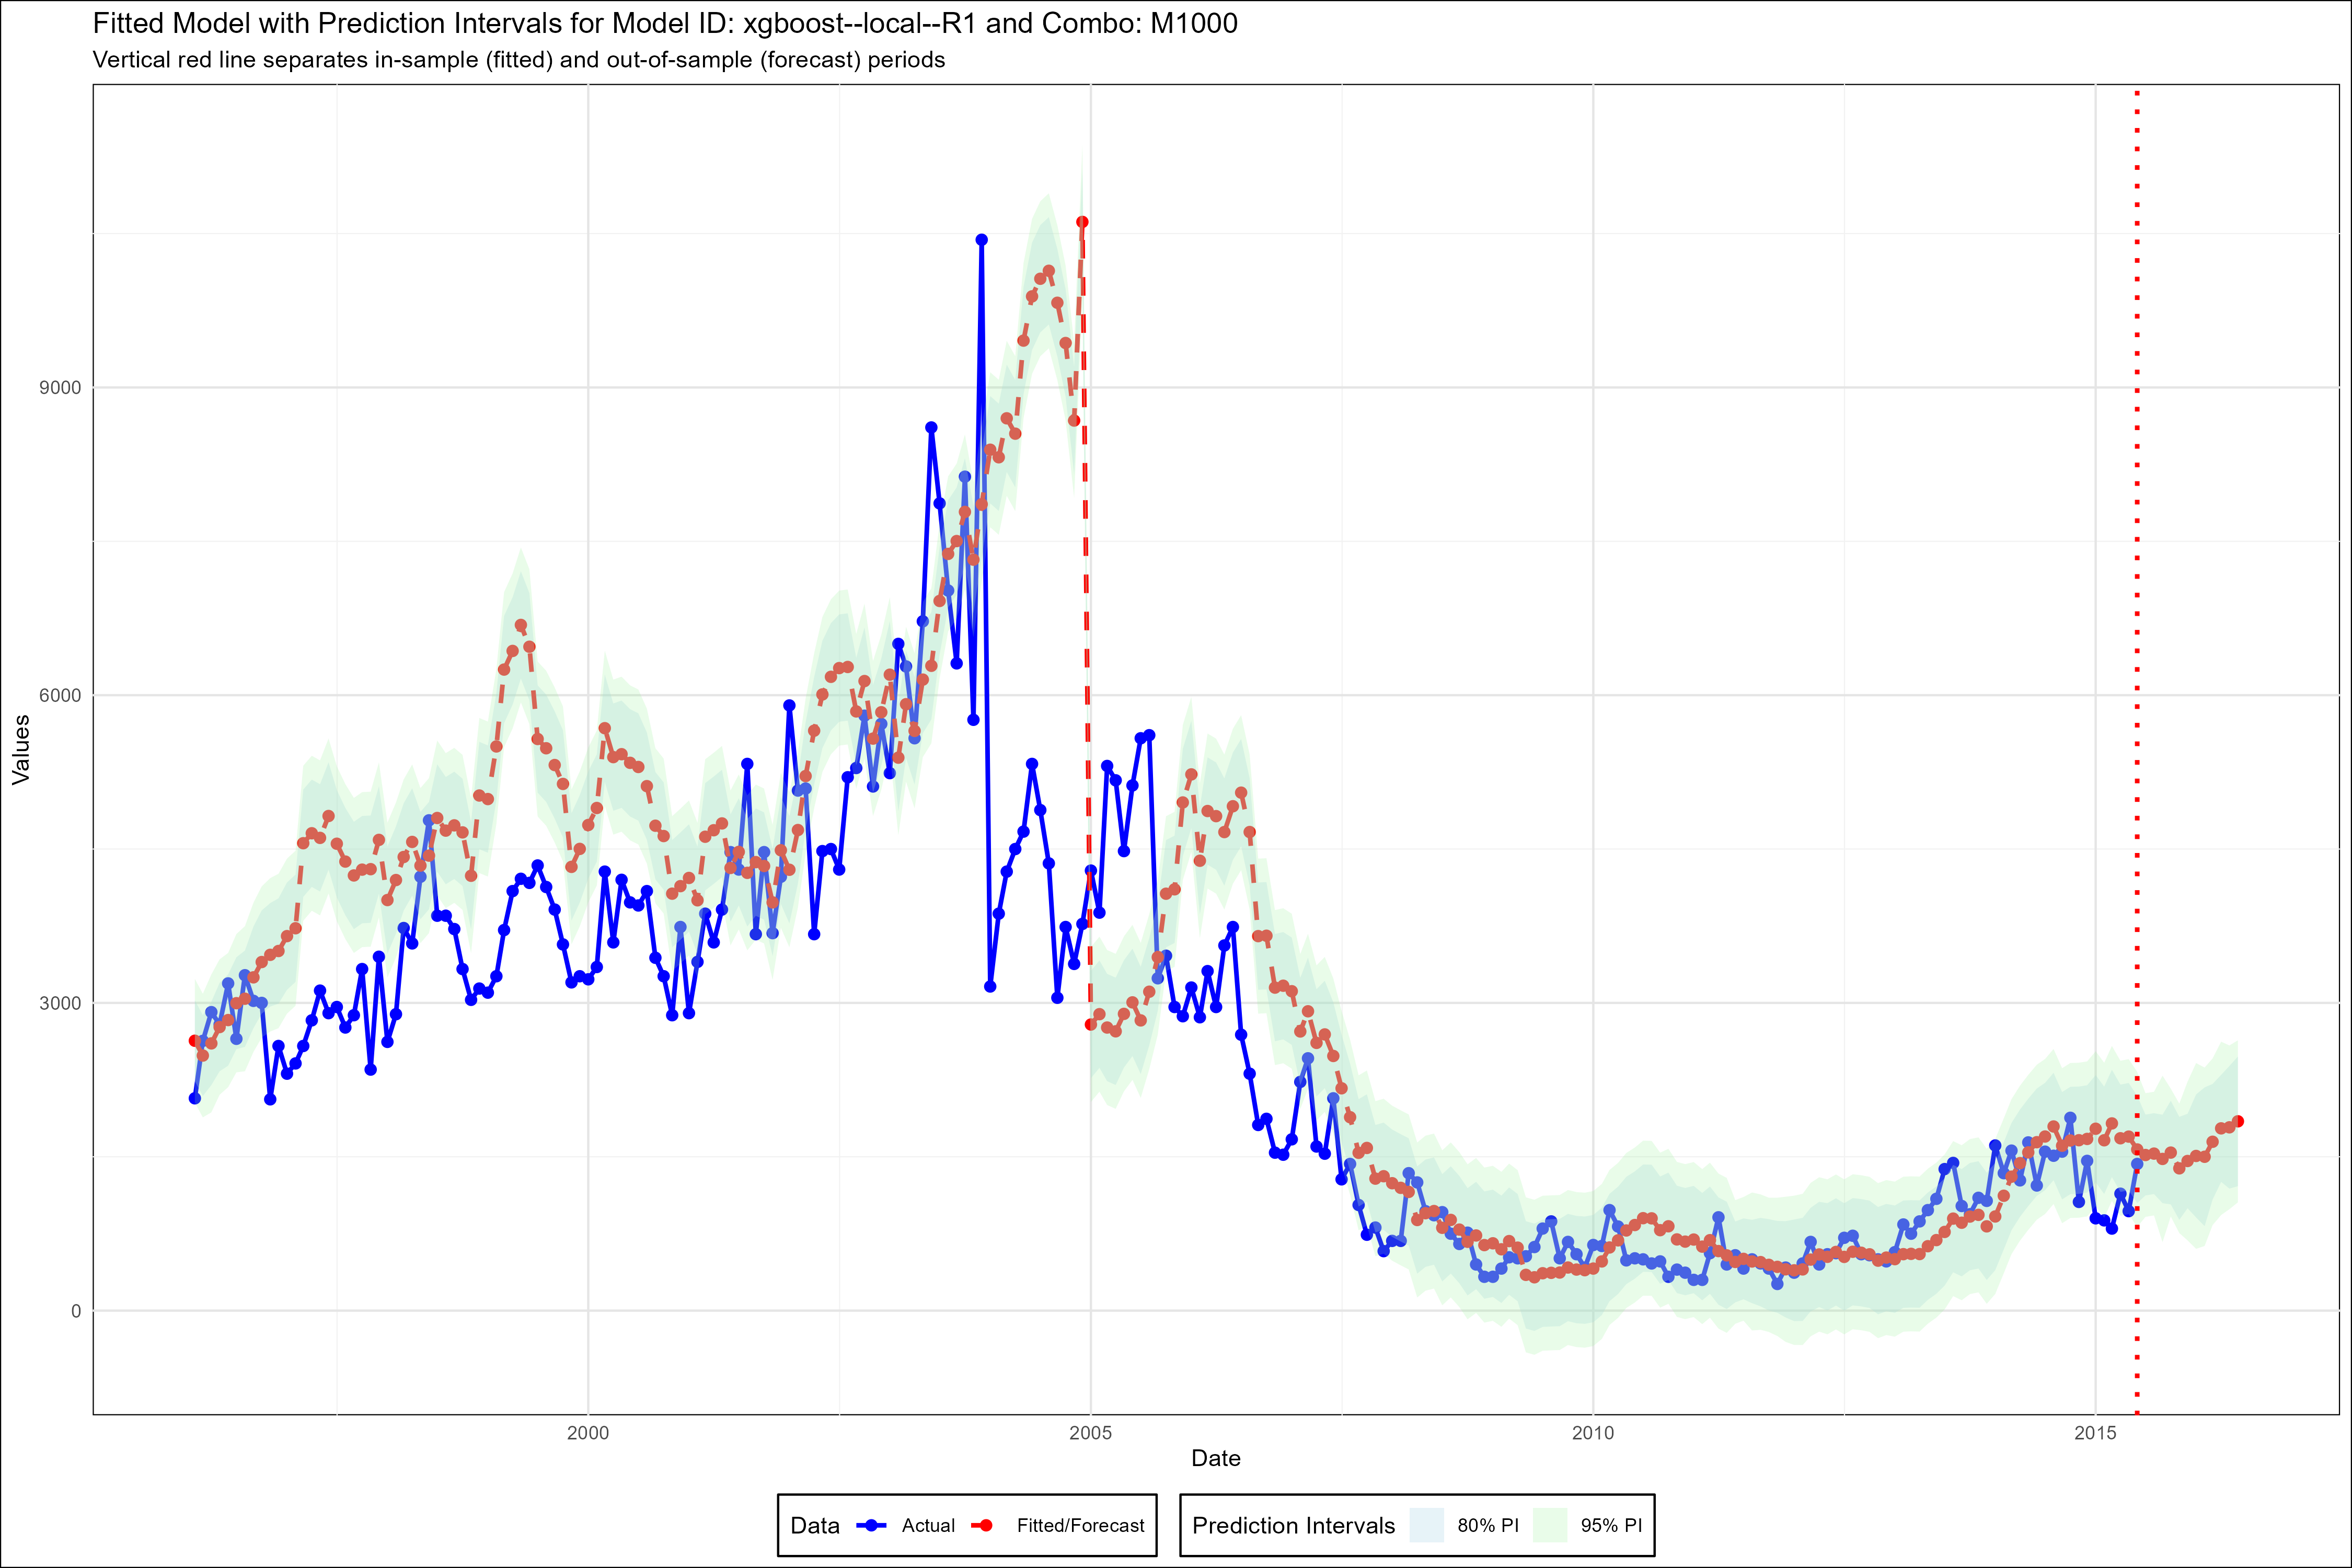 Fitted Model with Prediction Intervals for Model ID: xgboost--local--R1 and Combo: M1000
Vertical red line separates in-sample (fitted) and out-of-sample (forecast) periods
Values
9000
6000
3000
0
2000 2005 2010 2015
Date
Data Actual Fitted/Forecast Prediction Intervals 80% PI 95% PI